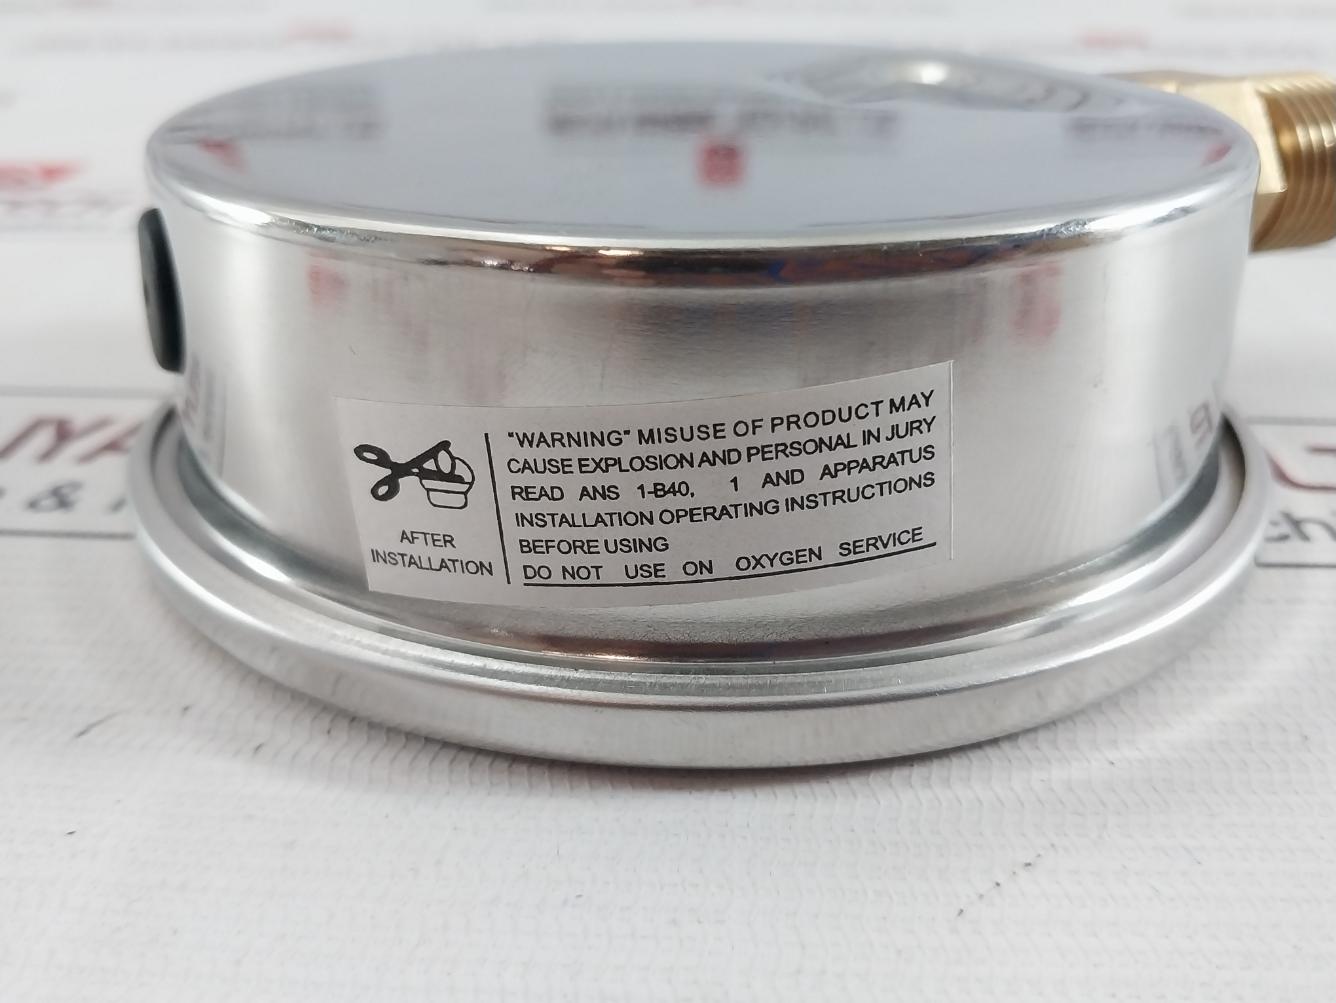 "WARNING" MISUSE OF PRODUCT MAY
CAUSE EXPLOSION AND PERSONAL IN JURY
READ ANS 1-B40, 1 AND APPARATUS
INSTALLATION OPERATING INSTRUCTIONS
BEFORE USING
DO NOT USE ON OXYGEN SERVICE
AFTER
INSTALLATION